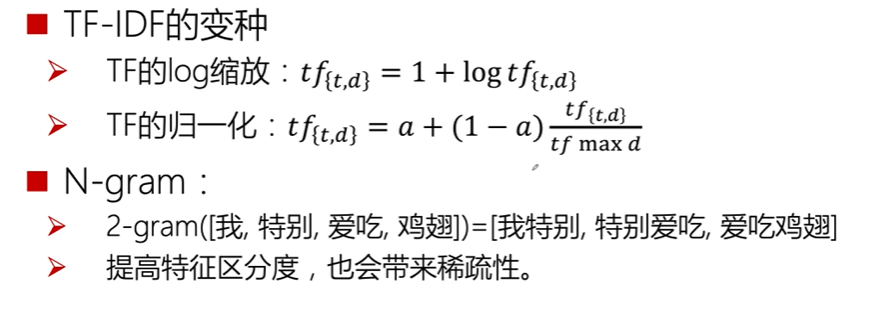 TF-IDF的变种
TF的log缩放：tf_{t,d} = 1 + log tf_{t,d}
TF的归一化：tf_{t,d} = a + (1 − a) tf_{t,d} / tf max d
N-gram：
2-gram([我, 特别, 爱吃, 鸡翅])=[我特别, 特别爱吃, 爱吃鸡翅]
提高特征区分度，也会带来稀疏性。